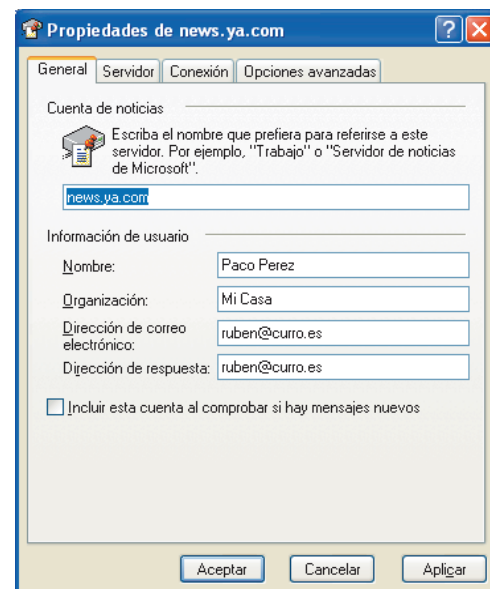 Propiedades de news.ya.com
General Servidor Conexión Opciones avanzadas
Cuenta de noticias
Escriba el nombre que prefiera para referirse a este
servidor. Por ejemplo, "Trabajo" o "Servidor de noticias
de Microsoft".
news.ya.com
Información de usuario
Nombre: Paco Perez
Organización: Mi Casa
Dirección de correo
electrónico: ruben@curro.es
Dirección de respuesta: ruben@curro.es
Incluir esta cuenta al comprobar si hay mensajes nuevos
Aceptar Cancelar Aplicar